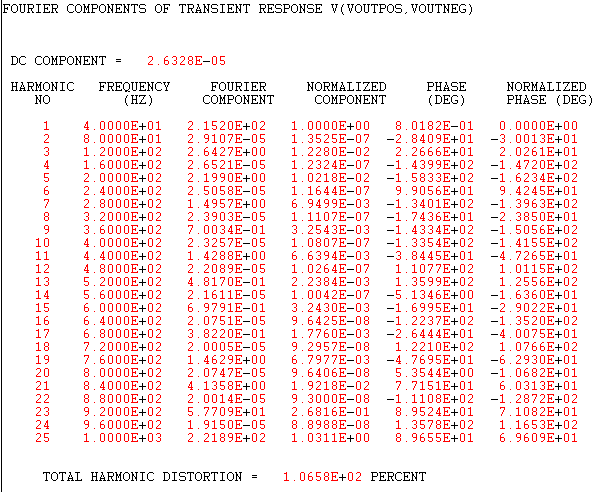 FOURIER COMPONENTS OF TRANSIENT RESPONSE V(VOUTPOS,VOUTNEG)
DC COMPONENT = 2.6328E-05
HARMONIC FREQUENCY FOURIER NORMALIZED PHASE NORMALIZED
NO (HZ) COMPONENT COMPONENT (DEG) PHASE (DEG)
1 4.0000E+01 2.1520E+02 1.0000E+00 8.0182E-01 0.0000E+00
2 8.0000E+01 2.9107E-05 1.3525E-07 -2.8409E+01 -3.0013E+01
3 1.2000E+02 2.6427E+00 1.2280E-02 2.2666E+01 2.0261E+01
4 1.6000E+02 2.6521E-05 1.2324E-07 -1.4399E+02 -1.4720E+02
5 2.0000E+02 2.1990E+00 1.0218E-02 -1.5833E+02 -1.6234E+02
6 2.4000E+02 2.5058E-05 1.1644E-07 9.9056E+01 9.4245E+01
7 2.8000E+02 1.4957E+00 6.9499E-03 -1.3401E+02 -1.3963E+02
8 3.2000E+02 2.3903E-05 1.1107E-07 -1.7436E+01 -2.3850E+01
9 3.6000E+02 7.0034E-01 3.2543E-03 -1.4334E+02 -1.5056E+02
10 4.0000E+02 2.3257E-05 1.0807E-07 -1.3354E+02 -1.4155E+02
11 4.4000E+02 1.4288E+00 6.6394E-03 -3.8445E+01 -4.7265E+01
12 4.8000E+02 2.2089E-05 1.0264E-07 1.1077E+02 1.0115E+02
13 5.2000E+02 4.8170E-01 2.2384E-03 1.3599E+02 1.2556E+02
14 5.6000E+02 2.1611E-05 1.0042E-07 -5.1346E+00 -1.6360E+01
15 6.0000E+02 6.9791E-01 3.2430E-03 -1.6995E+01 -2.9022E+01
16 6.4000E+02 2.0751E-05 9.6425E-08 -1.2237E+02 -1.3520E+02
17 6.8000E+02 3.8220E-01 1.7760E-03 -2.6444E+01 -4.0075E+01
18 7.2000E+02 2.0005E-05 9.2957E-08 1.2210E+02 1.0766E+02
19 7.6000E+02 1.4629E+00 6.7977E-03 -4.7695E+01 -6.2930E+01
20 8.0000E+02 2.0747E-05 9.6406E-08 5.3544E+00 -1.0682E+01
21 8.4000E+02 4.1358E+00 1.9218E-02 7.7151E+01 6.0313E+01
22 8.8000E+02 2.0014E-05 9.3000E-08 -1.1108E+02 -1.2872E+02
23 9.2000E+02 5.7709E+01 2.6816E-01 8.9524E+01 7.1082E+01
24 9.6000E+02 1.9150E-05 8.8988E-08 1.3578E+02 1.1653E+02
25 1.0000E+03 2.2189E+02 1.0311E+00 8.9655E+01 6.9609E+01
TOTAL HARMONIC DISTORTION = 1.0658E+02 PERCENT